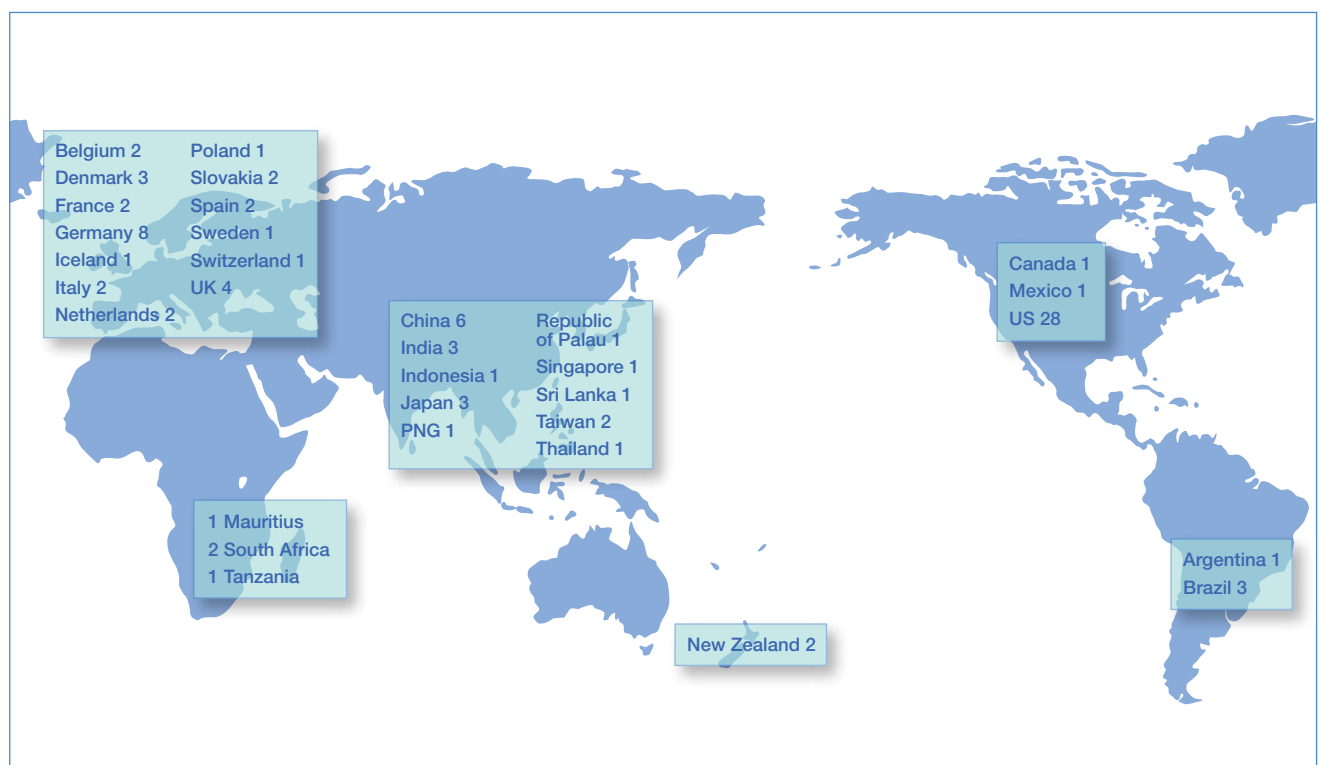 Belgium 2
Denmark 3
France 2
Germany 8
Iceland 1
Italy 2
Netherlands 2
Poland 1
Slovakia 2
Spain 2
Sweden 1
Switzerland 1
UK 4
China 6
India 3
Indonesia 1
Japan 3
PNG 1
Republic
of Palau 1
Singapore 1
Sri Lanka 1
Taiwan 2
Thailand 1
Canada 1
Mexico 1
US 28
1 Mauritius
2 South Africa
1 Tanzania
Argentina 1
Brazil 3
New Zealand 2